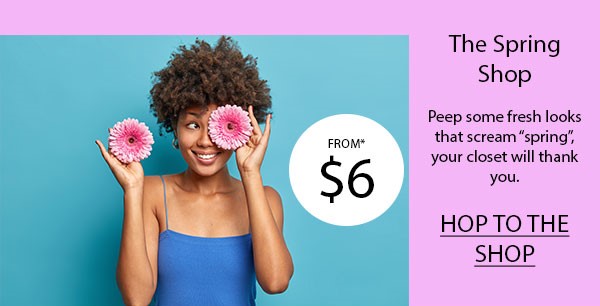 FROM*
$6
The Spring
Shop
Peep some fresh looks
that scream “spring”,
your closet will thank
you.
HOP TO THE
SHOP